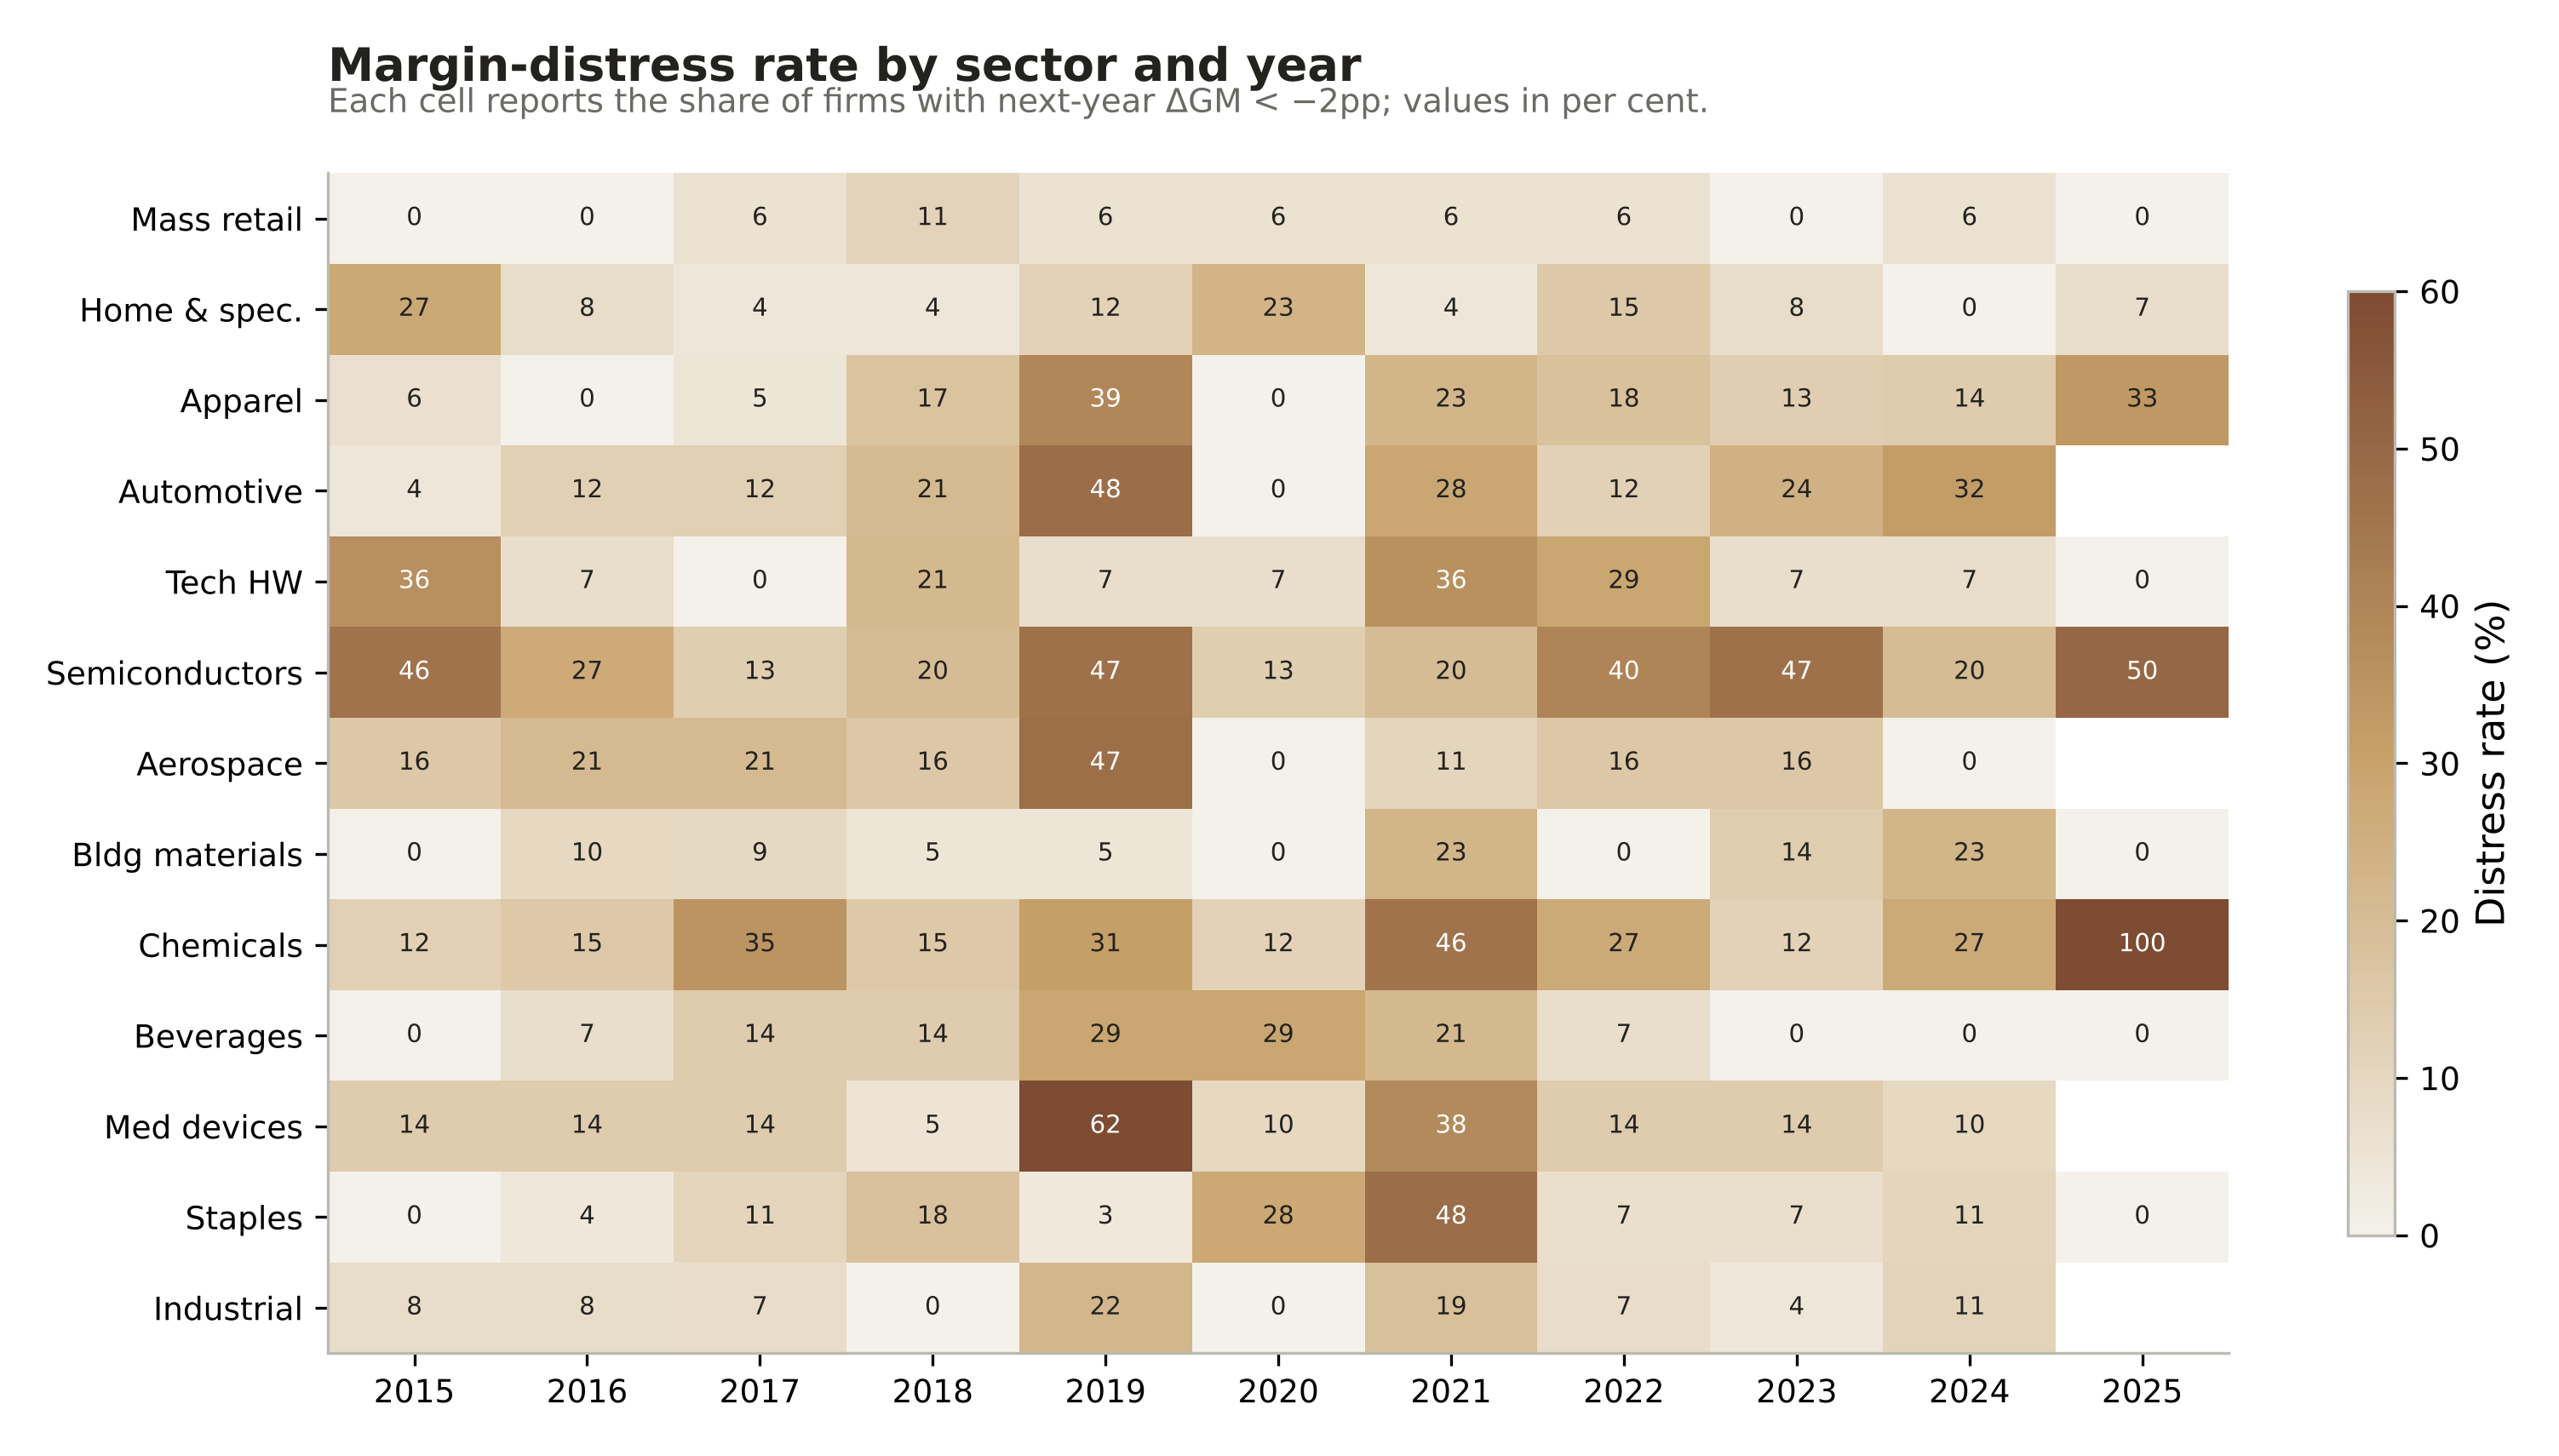 Margin-distress rate by sector and year
Each cell reports the share of firms with next-year ΔGM < −2pp; values in per cent.
Mass retail 0 0 6 11 6 6 6 6 0 6 0
Home & spec. 27 8 4 4 12 23 4 15 8 0 7
Apparel 6 0 5 17 39 0 23 18 13 14 33
Automotive 4 12 12 21 48 0 28 12 24 32
Tech HW 36 7 0 21 7 7 36 29 7 7 0
Semiconductors 46 27 13 20 47 13 20 40 47 20 50
Aerospace 16 21 21 16 47 0 11 16 16 0
Bldg materials 0 10 9 5 5 0 23 0 14 23 0
Chemicals 12 15 35 15 31 12 46 27 12 27 100
Beverages 0 7 14 14 29 29 21 7 0 0 0
Med devices 14 14 14 5 62 10 38 14 14 10
Staples 0 4 11 18 3 28 48 7 7 11 0
Industrial 8 8 7 0 22 0 19 7 4 11
2015 2016 2017 2018 2019 2020 2021 2022 2023 2024 2025
60
50
40
30
20
10
0
Distress rate (%)